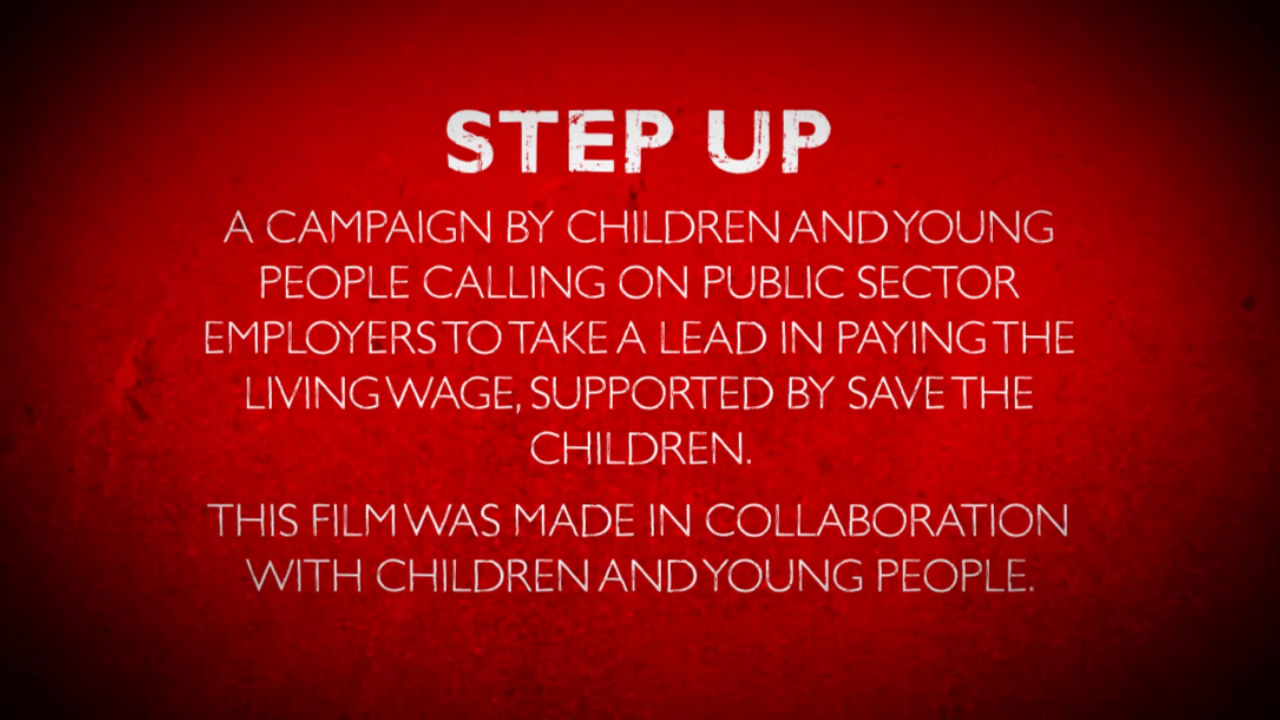 STEP UP
A CAMPAIGN BY CHILDREN AND YOUNG
PEOPLE CALLING ON PUBLIC SECTOR
EMPLOYERS TO TAKE A LEAD IN PAYING THE
LIVING WAGE, SUPPORTED BY SAVE THE
CHILDREN.
THIS FILM WAS MADE IN COLLABORATION
WITH CHILDREN AND YOUNG PEOPLE.